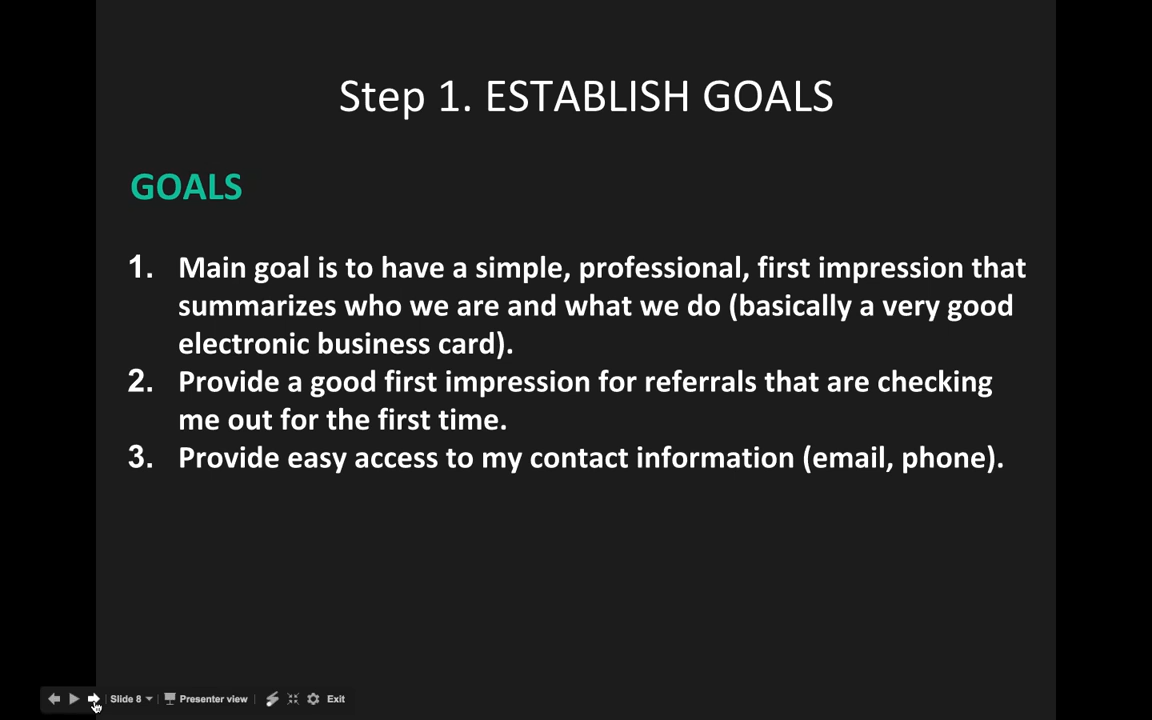 Step 1. ESTABLISH GOALS
GOALS
1. Main goal is to have a simple, professional, first impression that
summarizes who we are and what we do (basically a very good
electronic business card).
2. Provide a good first impression for referrals that are checking
me out for the first time.
3. Provide easy access to my contact information (email, phone).
Slide 8 Presenter view Exit